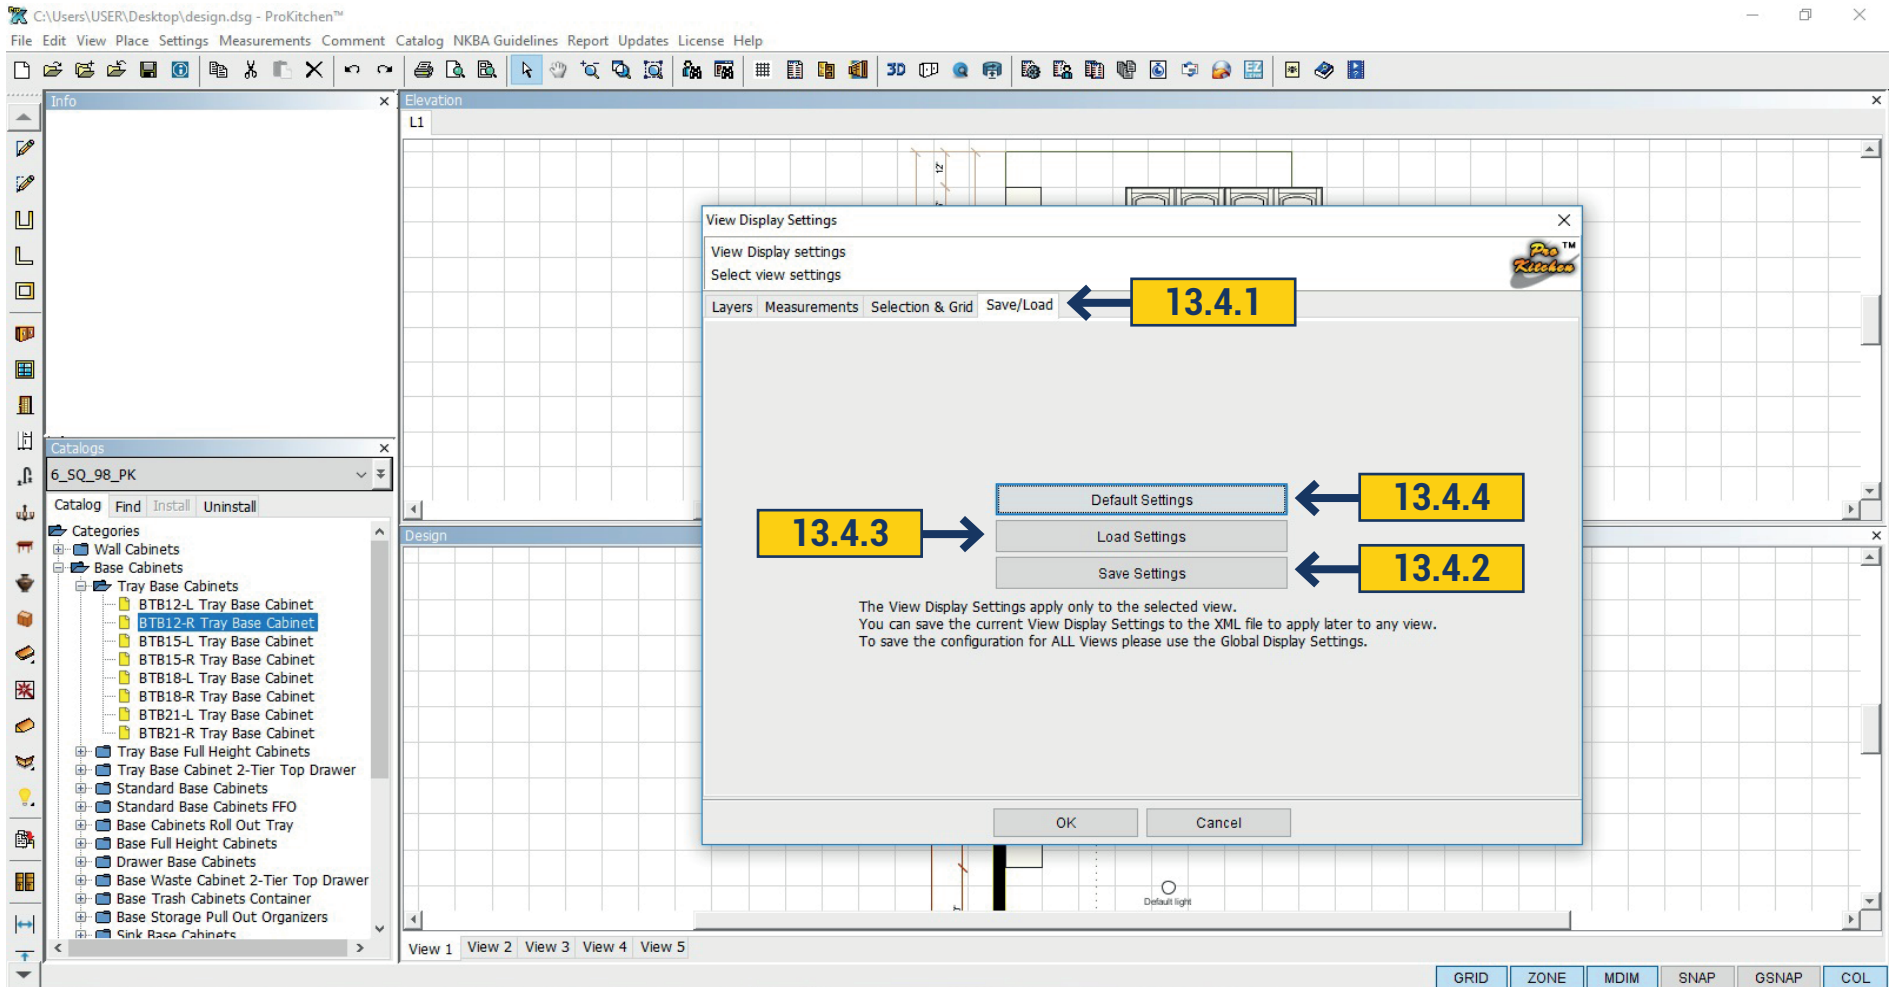 C:\Users\USER\Desktop\design.dsg - ProKitchen™
File Edit View Place Settings Measurements Comment Catalog NKBA Guidelines Report Updates License Help
3D
EZ
Info
Elevation
L1
12"
View Display Settings
View Display settings
Select view settings
Pro Kitchen TM
Layers Measurements Selection & Grid Save/Load
13.4.1
Default Settings
13.4.4
13.4.3
Load Settings
Save Settings
13.4.2
The View Display Settings apply only to the selected view.
You can save the current View Display Settings to the XML file to apply later to any view.
To save the configuration for ALL Views please use the Global Display Settings.
OK
Cancel
Catalogs
6_SQ_98_PK
Catalog Find Install Uninstall
Categories
Wall Cabinets
Base Cabinets
Tray Base Cabinets
BTB12-L Tray Base Cabinet
BTB12-R Tray Base Cabinet
BTB15-L Tray Base Cabinet
BTB15-R Tray Base Cabinet
BTB18-L Tray Base Cabinet
BTB18-R Tray Base Cabinet
BTB21-L Tray Base Cabinet
BTB21-R Tray Base Cabinet
Tray Base Full Height Cabinets
Tray Base Cabinet 2-Tier Top Drawer
Standard Base Cabinets
Standard Base Cabinets FFO
Base Cabinets Roll Out Tray
Base Full Height Cabinets
Drawer Base Cabinets
Base Waste Cabinet 2-Tier Top Drawer
Base Trash Cabinets Container
Base Storage Pull Out Organizers
Sink Base Cabinets
Design
Default light
View 1 View 2 View 3 View 4 View 5
GRID ZONE MDIM SNAP GSNAP COL